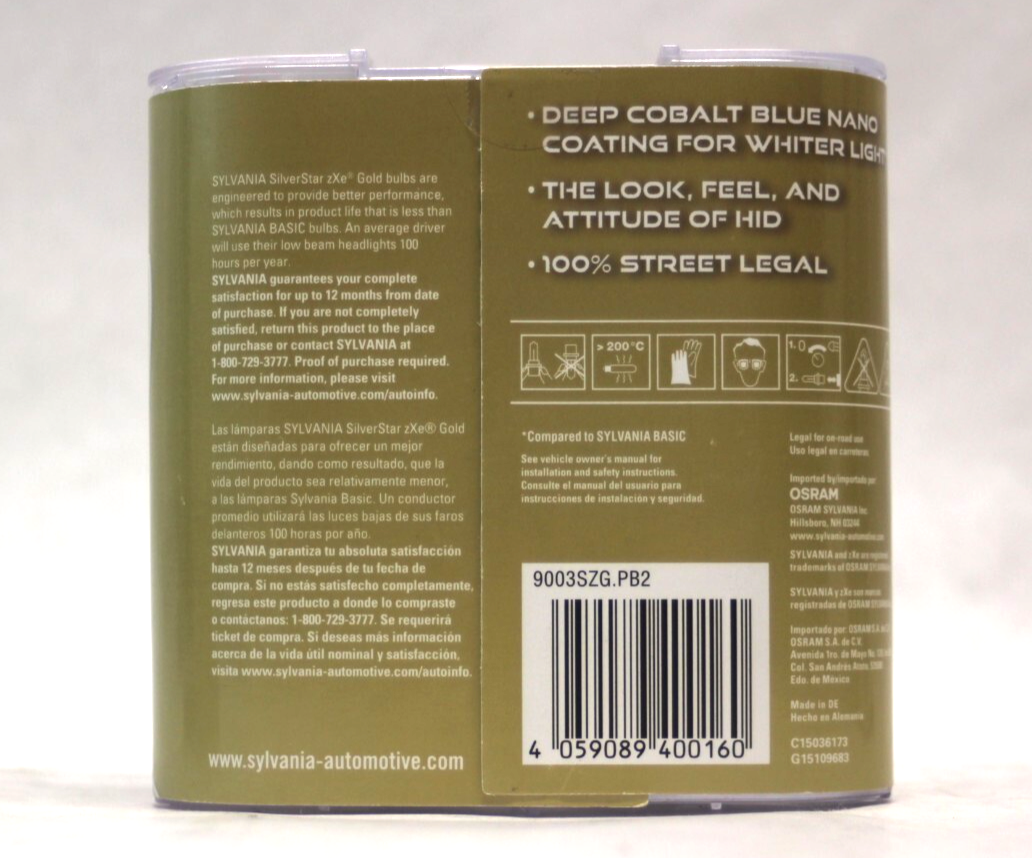 SYLVANIA SilverStar zXe® Gold bulbs are
engineered to provide better performance,
which results in product life that is less than
SYLVANIA BASIC bulbs. An average driver
will use their low beam headlights 100
hours per year.
SYLVANIA guarantees your complete
satisfaction for up to 12 months from date
of purchase. If you are not completely
satisfied, return this product to the place
of purchase or contact SYLVANIA at
1-800-729-3777. Proof of purchase required.
For more information, please visit
www.sylvania-automotive.com/autoinfo.
Las lámparas SYLVANIA SilverStar zXe® Gold
están diseñadas para ofrecer un mejor
rendimiento, dando como resultado, que la
vida del producto sea relativamente menor,
a las lámparas Sylvania Basic. Un conductor
promedio utilizará las luces bajas de sus faros
delanteros 100 horas por año.
SYLVANIA garantiza tu absoluta satisfacción
hasta 12 meses después de tu fecha de
compra. Si no estás satisfecho completamente,
regresa este producto a donde lo compraste
o contáctanos: 1-800-729-3777. Se requerirá
ticket de compra. Si deseas más información
acerca de la vida útil nominal y satisfacción,
visita www.sylvania-automotive.com/autoinfo.
www.sylvania-automotive.com
• DEEP COBALT BLUE NANO
COATING FOR WHITER LIGHT
• THE LOOK, FEEL, AND
ATTITUDE OF HID
• 100% STREET LEGAL
> 200°C
1.
2.
*Compared to SYLVANIA BASIC
See vehicle owner's manual for
installation and safety instructions.
Consulte el manual del usuario para
instrucciones de instalación y seguridad.
9003SZG.PB2
4 059089 400160
Legal for on-road use
Uso legal en carreteras
Imported by/importado por
OSRAM
OSRAM SYLVANIA Inc.
Hillsboro, NH 03244
www.sylvania-automotive.com
SYLVANIA and zXe are registered
trademarks of OSRAM
SYLVANIA y zXe son marcas
registradas de OSRAM
Importado por: OSRAM S.A. de
OSRAM S.A. de C.V.
Avenida 1ro. de Mayo No.
Col. San Andrés
Edo. de México
Made in DE
Hecho en Alemania
C15036173
G15109683